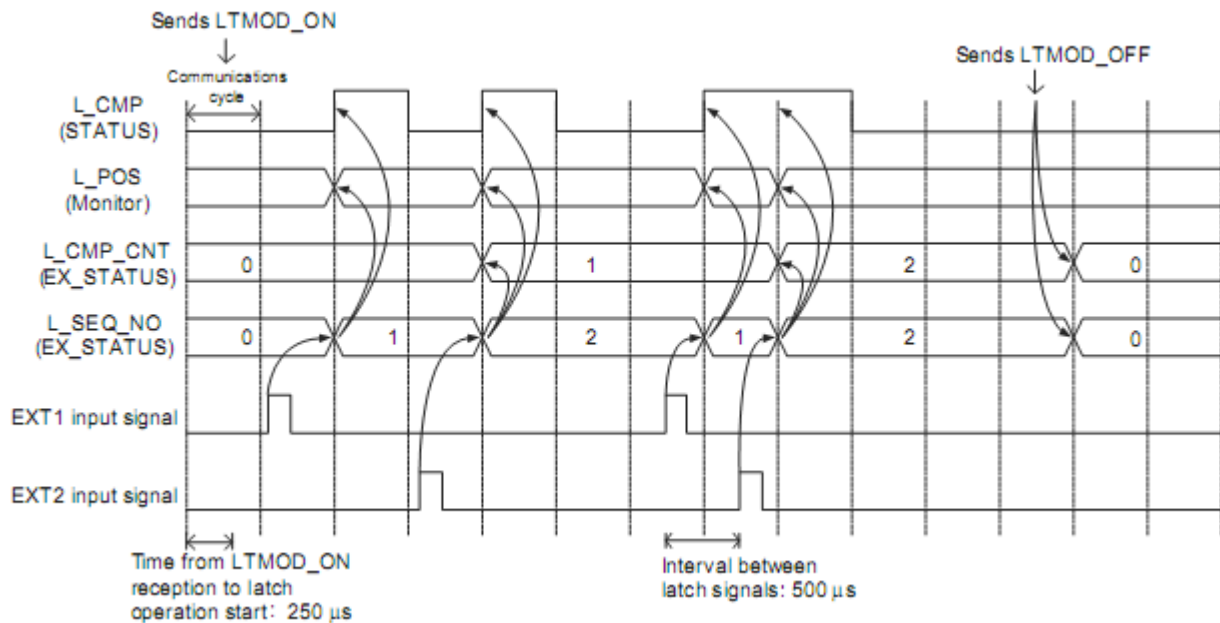 Sends LTMOD_ON
Sends LTMOD_OFF
Communications
cycle
L_CMP
(STATUS)
L_POS
(Monitor)
L_CMP_CNT
(EX_STATUS)
0
1
2
0
L_SEQ_NO
(EX_STATUS)
0
1
2
1
2
0
EXT1 input signal
EXT2 input signal
Time from LTMOD_ON
reception to latch
operation start: 250 μs
Interval between
latch signals: 500 μs